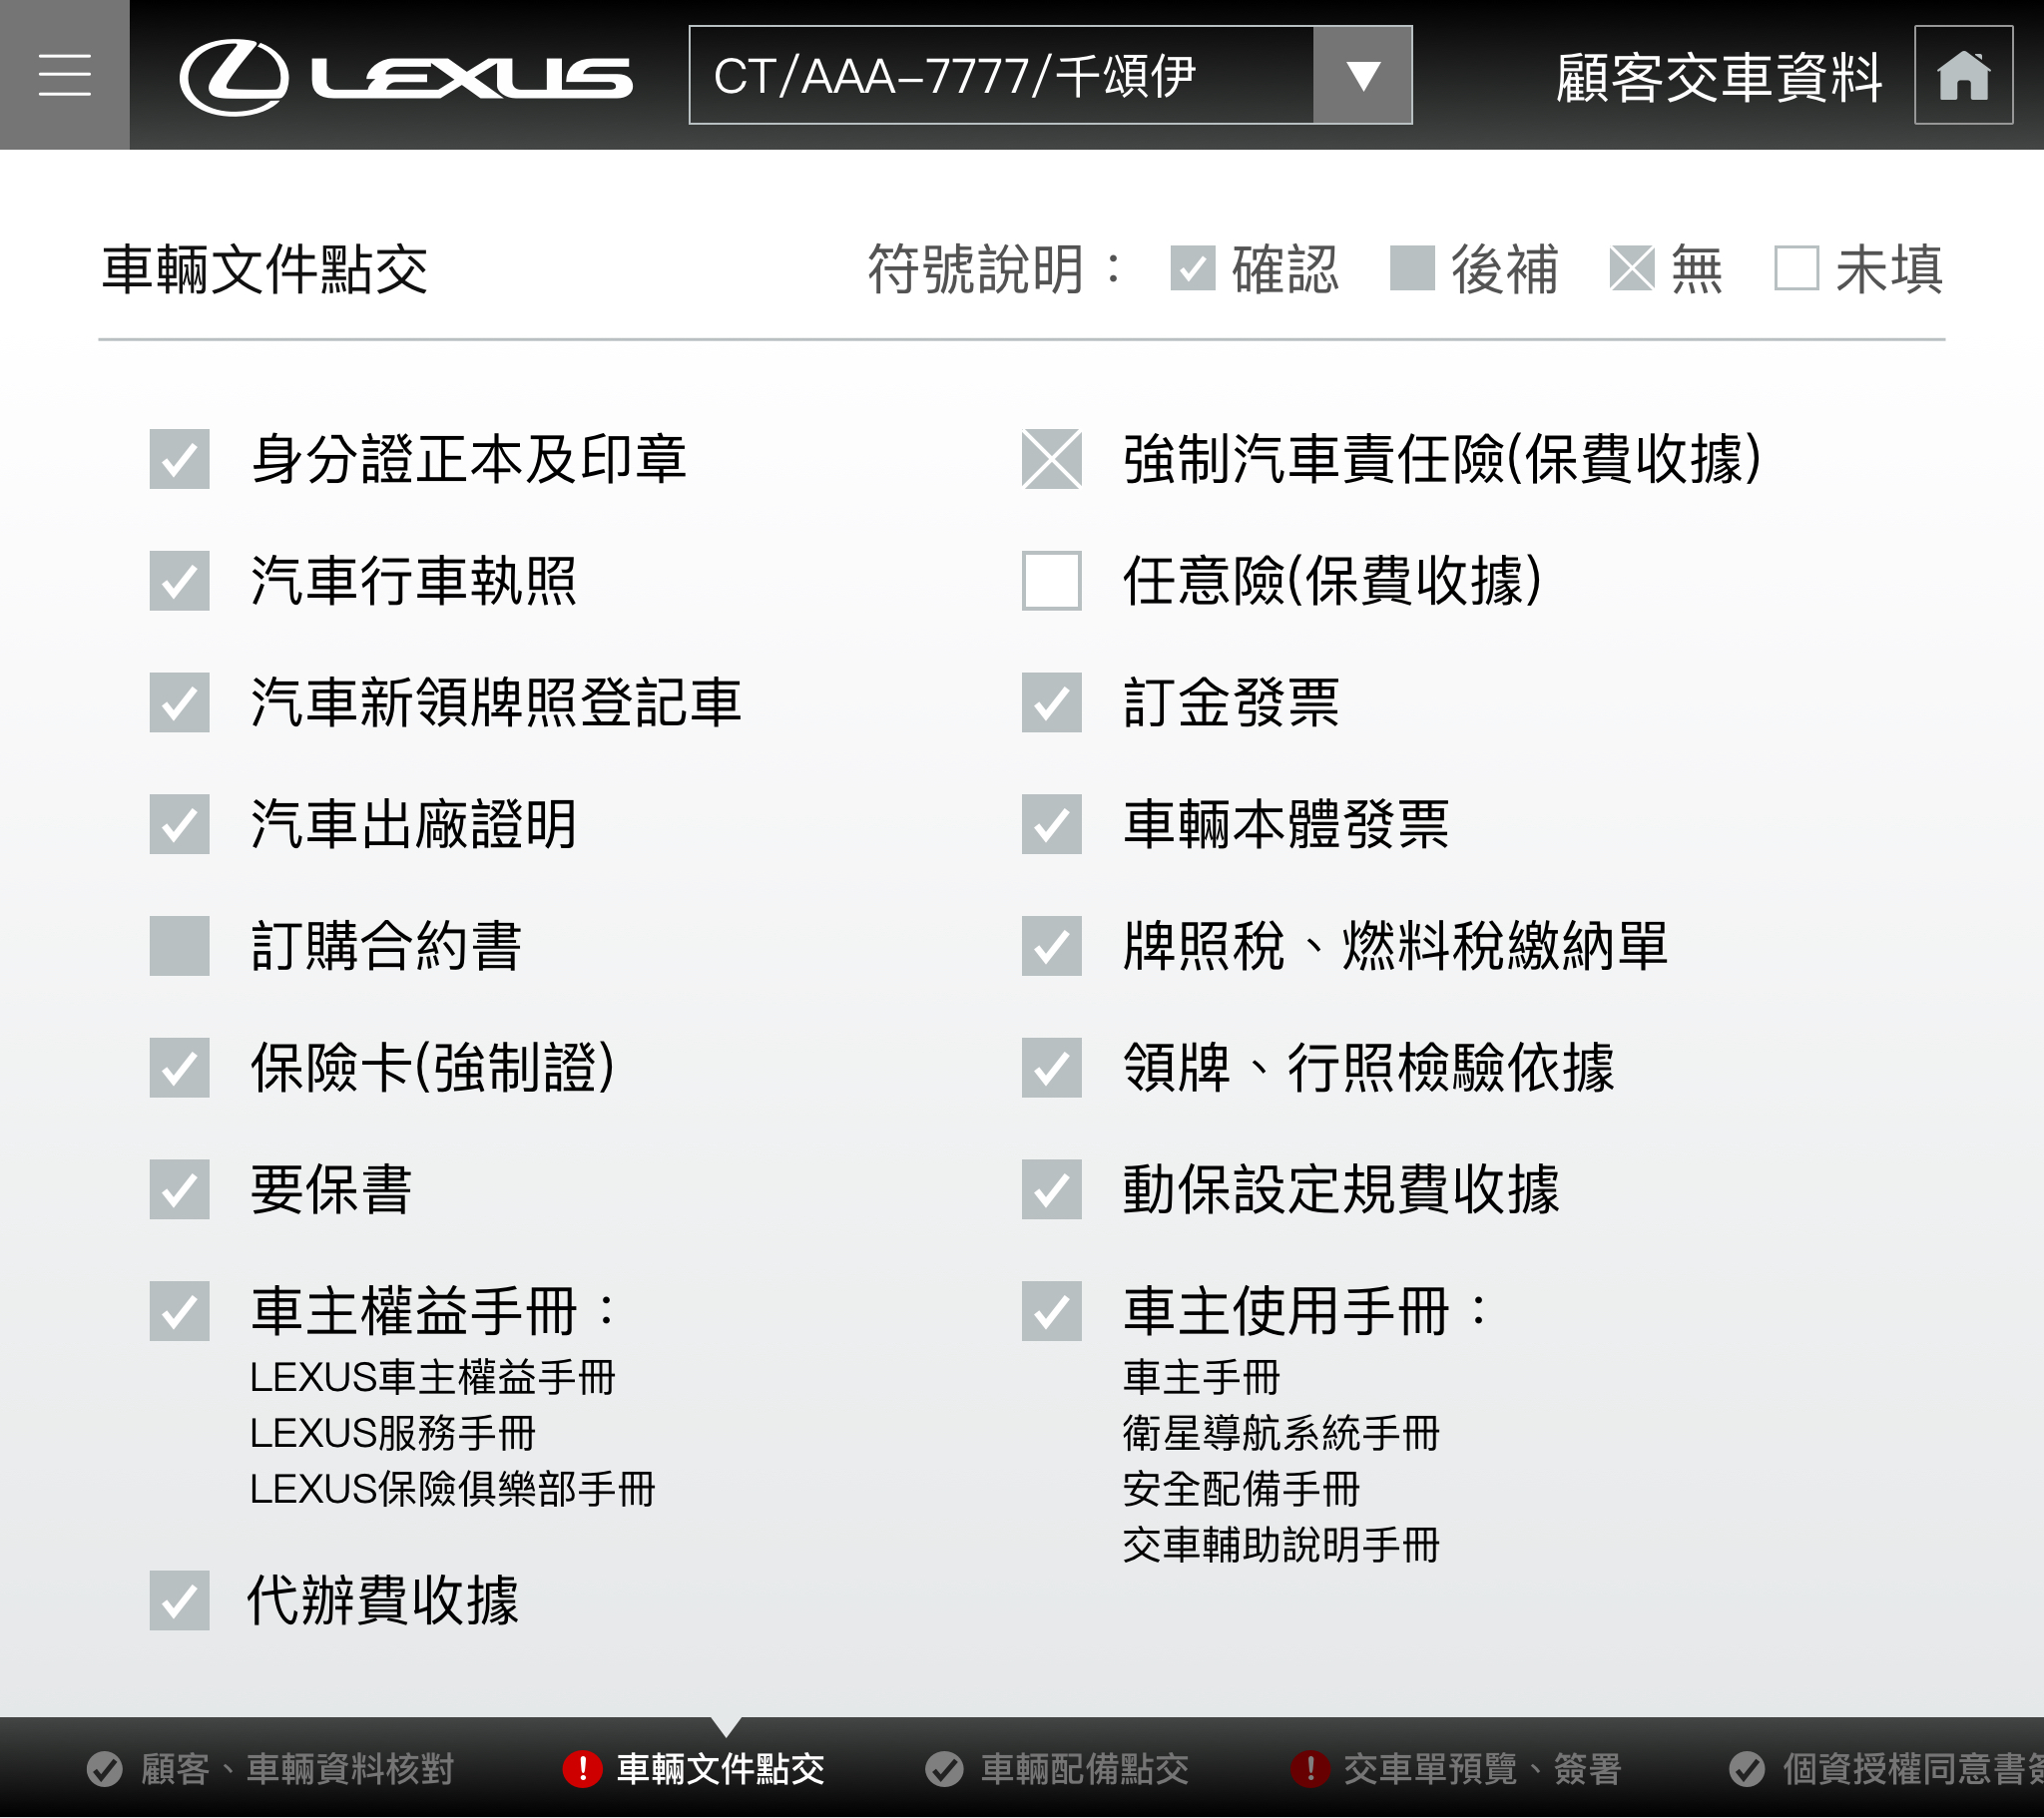 LEXUS
CT/AAA-7777/千頌伊
顧客交車資料
車輛文件點交
符號說明：
確認
後補
無
未填
身分證正本及印章
強制汽車責任險(保費收據)
汽車行車執照
任意險(保費收據)
汽車新領牌照登記車
訂金發票
汽車出廠證明
車輛本體發票
訂購合約書
牌照稅、燃料稅繳納單
保險卡(強制證)
領牌、行照檢驗依據
要保書
動保設定規費收據
車主權益手冊：
LEXUS車主權益手冊
LEXUS服務手冊
LEXUS保險俱樂部手冊
車主使用手冊：
車主手冊
衛星導航系統手冊
安全配備手冊
交車輔助說明手冊
代辦費收據
顧客、車輛資料核對
車輛文件點交
車輛配備點交
交車單預覽、簽署
個資授權同意書